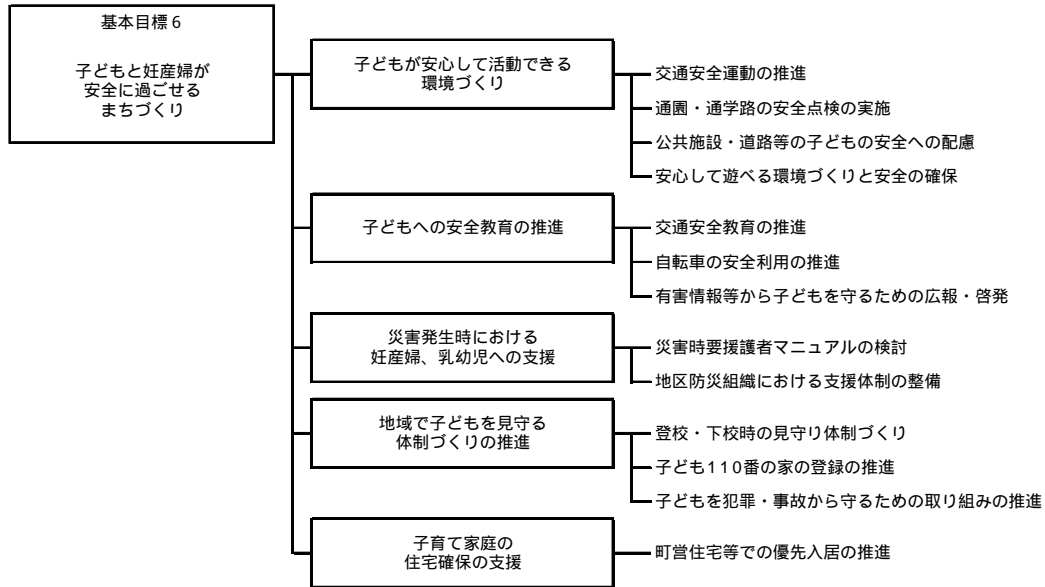 基本目標6
子どもと妊産婦が
安全に過ごせる
まちづくり
子どもが安心して活動できる
環境づくり
交通安全運動の推進
通園・通学路の安全点検の実施
公共施設・道路等の子どもの安全への配慮
安心して遊べる環境づくりと安全の確保
子どもへの安全教育の推進
交通安全教育の推進
自転車の安全利用の推進
有害情報等から子どもを守るための広報・啓発
災害発生時における
妊産婦、乳幼児への支援
災害時要援護者マニュアルの検討
地区防災組織における支援体制の整備
地域で子どもを見守る
体制づくりの推進
登校・下校時の見守り体制づくり
子ども110番の家の登録の推進
子どもを犯罪・事故から守るための取り組みの推進
子育て家庭の
住宅確保の支援
町営住宅等での優先入居の推進